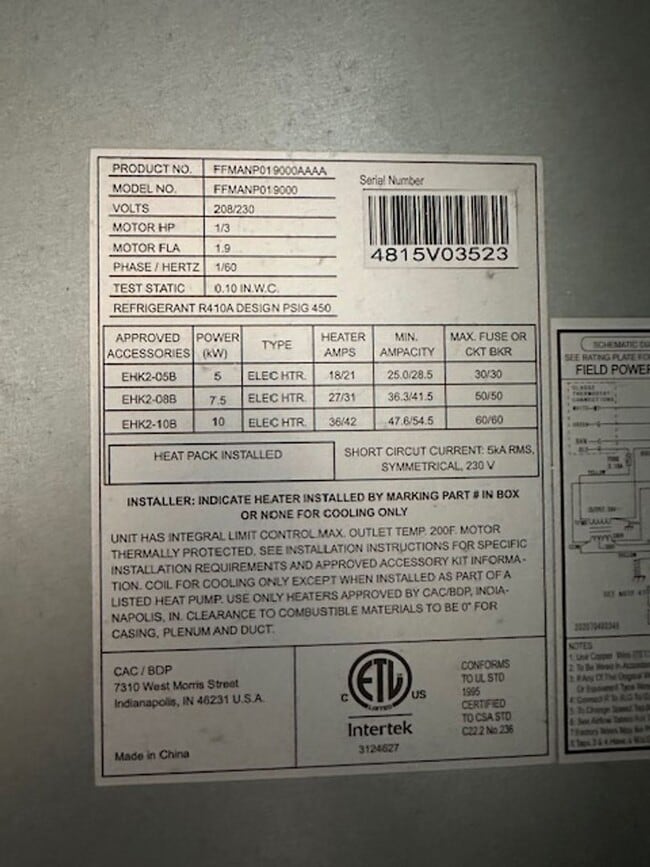 PRODUCT NO. FFMANP019000AAAA
MODEL NO. FFMANP019000
VOLTS 208/230
MOTOR HP 1/3
MOTOR FLA 1.9
PHASE / HERTZ 1/60
TEST STATIC 0.10 IN.W.C.
REFRIGERANT R410A DESIGN PSIG 450
Serial Number
4815V03523
APPROVED ACCESSORIES POWER (kW) TYPE HEATER AMPS MIN. AMPACITY MAX. FUSE OR CKT BKR
EHK2-05B 5 ELEC HTR. 18/21 25.0/28.5 30/30
EHK2-08B 7.5 ELEC HTR. 27/31 36.3/41.5 50/50
EHK2-10B 10 ELEC HTR. 36/42 47.6/54.5 60/60
HEAT PACK INSTALLED
SHORT CIRCUT CURRENT: 5kA RMS,
SYMMETRICAL, 230 V
INSTALLER: INDICATE HEATER INSTALLED BY MARKING PART # IN BOX
OR NONE FOR COOLING ONLY
UNIT HAS INTEGRAL LIMIT CONTROL.MAX. OUTLET TEMP. 200F. MOTOR
THERMALLY PROTECTED. SEE INSTALLATION INSTRUCTIONS FOR SPECIFIC
INSTALLATION REQUIREMENTS AND APPROVED ACCESSORY KIT INFORMA-
TION. COIL FOR COOLING ONLY EXCEPT WHEN INSTALLED AS PART OF A
LISTED HEAT PUMP. USE ONLY HEATERS APPROVED BY CAC/BDP, INDIA-
NAPOLIS, IN. CLEARANCE TO COMBUSTIBLE MATERIALS TO BE 0" FOR
CASING, PLENUM AND DUCT.
CAC / BDP
7310 West Morris Street
Indianapolis, IN 46231 U.S.A.
Made in China
ETL
LISTED
C US
Intertek
3124627
CONFORMS
TO UL STD
1995
CERTIFIED
TO CSA STD
C22.2 No 236
SCHEMATIC
SEE RATING PLATE FO
FIELD POWER
NOTES